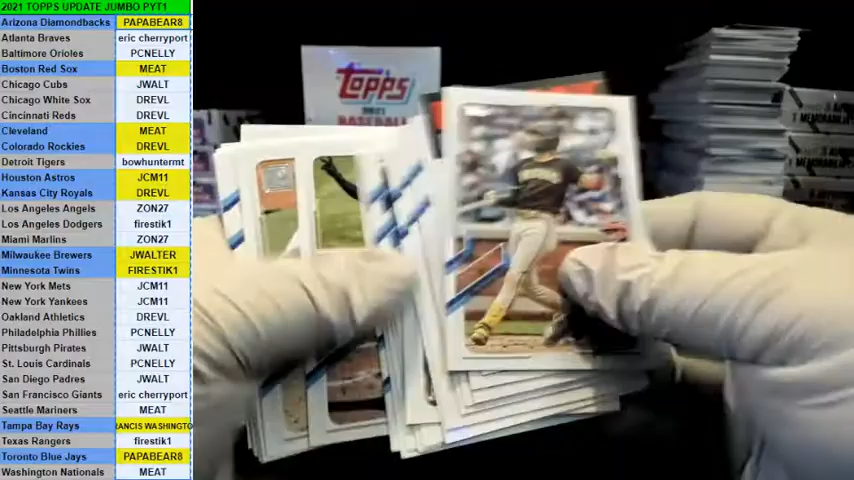 2021 TOPPS UPDATE JUMBO PYT1
Arizona Diamondbacks PAPABEAR8
Atlanta Braves eric cherryport
Baltimore Orioles PCNELLY
Boston Red Sox MEAT
Chicago Cubs JWALT
Chicago White Sox DREVL
Cincinnati Reds DREVL
Cleveland MEAT
Colorado Rockies DREVL
Detroit Tigers bowhuntermt
Houston Astros JCM11
Kansas City Royals DREVL
Los Angeles Angels ZON27
Los Angeles Dodgers firestik1
Miami Marlins ZON27
Milwaukee Brewers JWALTER
Minnesota Twins FIRESTIK1
New York Mets JCM11
New York Yankees JCM11
Oakland Athletics DREVL
Philadelphia Phillies PCNELLY
Pittsburgh Pirates JWALT
St. Louis Cardinals PCNELLY
San Diego Padres JWALT
San Francisco Giants eric cherryport
Seattle Mariners MEAT
Tampa Bay Rays RANCIS WASHINGTO
Texas Rangers firestik1
Toronto Blue Jays PAPABEAR8
Washington Nationals MEAT
Topps
2021
BASEBALL